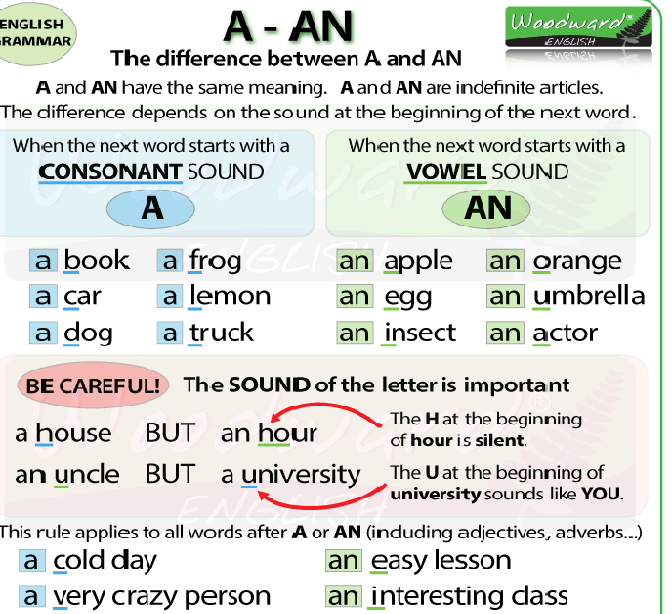 ENGLISH
GRAMMAR
A - AN
Woodward®
ENGLISH
The difference between A and AN
A and AN have the same meaning. A and AN are indefinite articles.
The difference depends on the sound at the beginning of the next word.
When the next word starts with a
CONSONANT SOUND
A
When the next word starts with a
VOWEL SOUND
AN
a book a frog
a car a lemon
a dog a truck
an apple an orange
an egg an umbrella
an insect an actor
BE CAREFUL! The SOUND of the letter is important
a house BUT an hour
The H at the beginning
of hour is silent.
an uncle BUT a university
The U at the beginning of
university sounds like YOU.
This rule applies to all words after A or AN (including adjectives, adverbs...)
a cold day an easy lesson
a very crazy person an interesting class
Woodward
ENGLISH
Woodward®
ENGLISH